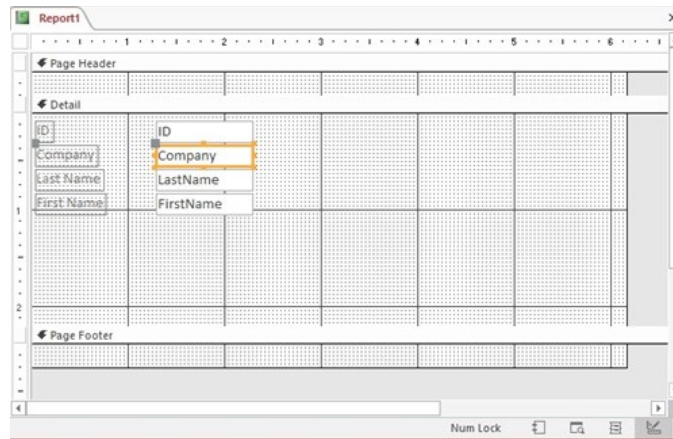 Report1
1 2 3 4 5 6
Page Header
Detail
ID ID
Company Company
Last Name LastName
First Name FirstName
1
2
Page Footer
Num Lock